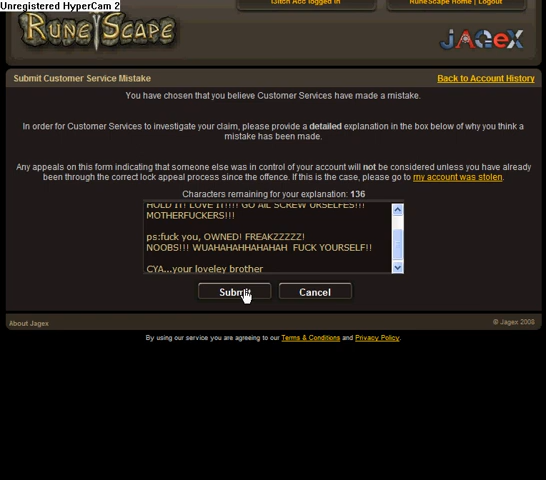 Unregistered HyperCam 2
Acc logged in
RuneScape Home | Logout
RuneScape
JAGeX
Submit Customer Service Mistake
Back to Account History
You have chosen that you believe Customer Services have made a mistake.
In order for Customer Services to investigate your claim, please provide a detailed explanation in the box below of why you think a
mistake has been made.
Any appeals on this form indicating that someone else was in control of your account will not be considered unless you have already
been through the correct lock appeal process since the offence. If this is the case, please go to my account was stolen.
Characters remaining for your explanation: 136
HOLD IT! LOVE IT!!!! GO ALL SCREW URSELFES!!!
MOTHERFUCKERS!!!
ps:fuck you, OWNED! FREAKZZZZZ!
NOOBS!!! WUAHAHAHHAHAHAH FUCK YOURSELF!!
CYA...your loveley brother
Submit
Cancel
About Jagex
© Jagex 2008
By using our service you are agreeing to our Terms & Conditions and Privacy Policy.